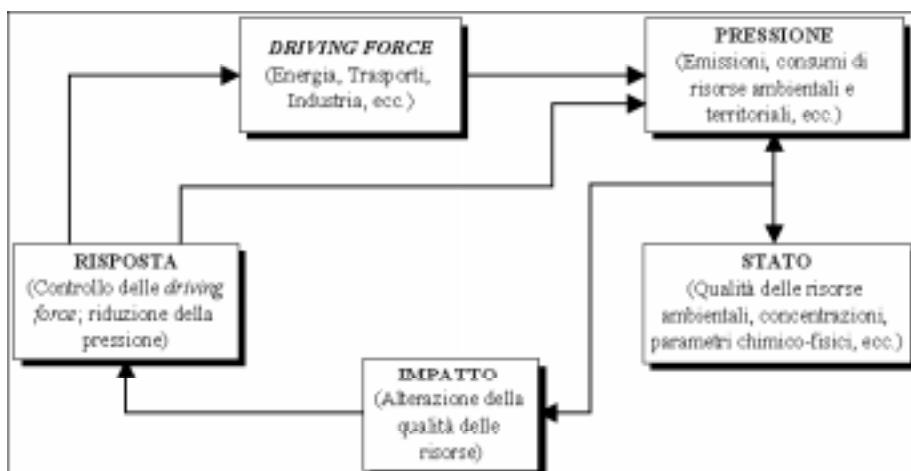 DRIVING FORCE
(Energia, Trasporti,
Industria, ecc.)
PRESSIONE
(Emissioni, consumi di
risorse ambientali e
territoriali, ecc.)
RISPOSTA
(Controllo delle driving
force; riduzione della
pressione)
STATO
(Qualità delle risorse
ambientali, concentrazioni,
parametri chimico-fisici, ecc.)
IMPATTO
(Alterazione della
qualità delle
risorse)